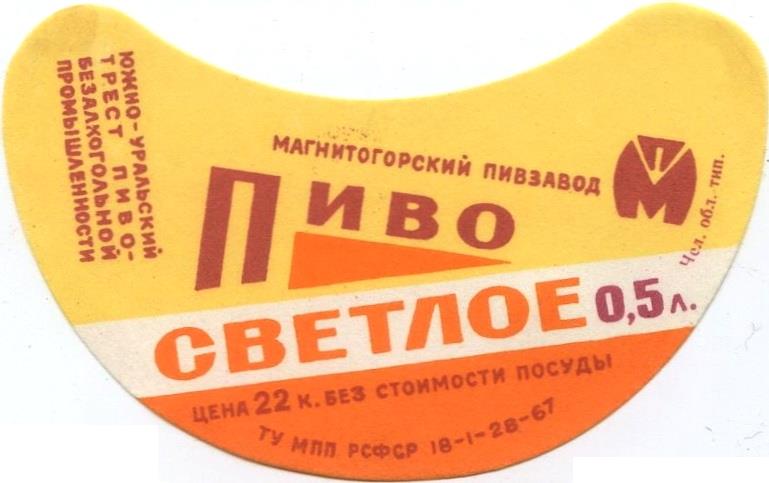 ЮЖНО-УРАЛЬСКИЙ
ТРЕСТ ПИВО-
БЕЗАЛКОГОЛЬНОЙ
ПРОМЫШЛЕННОСТИ
МАГНИТОГОРСКИЙ ПИВЗАВОД
ПМ
Чел. обл. тип.
ПИВО
СВЕТЛОЕ 0,5 Л.
ЦЕНА 22 К. БЕЗ СТОИМОСТИ ПОСУДЫ
ТУ МПП РСФСР 18-1-28-67